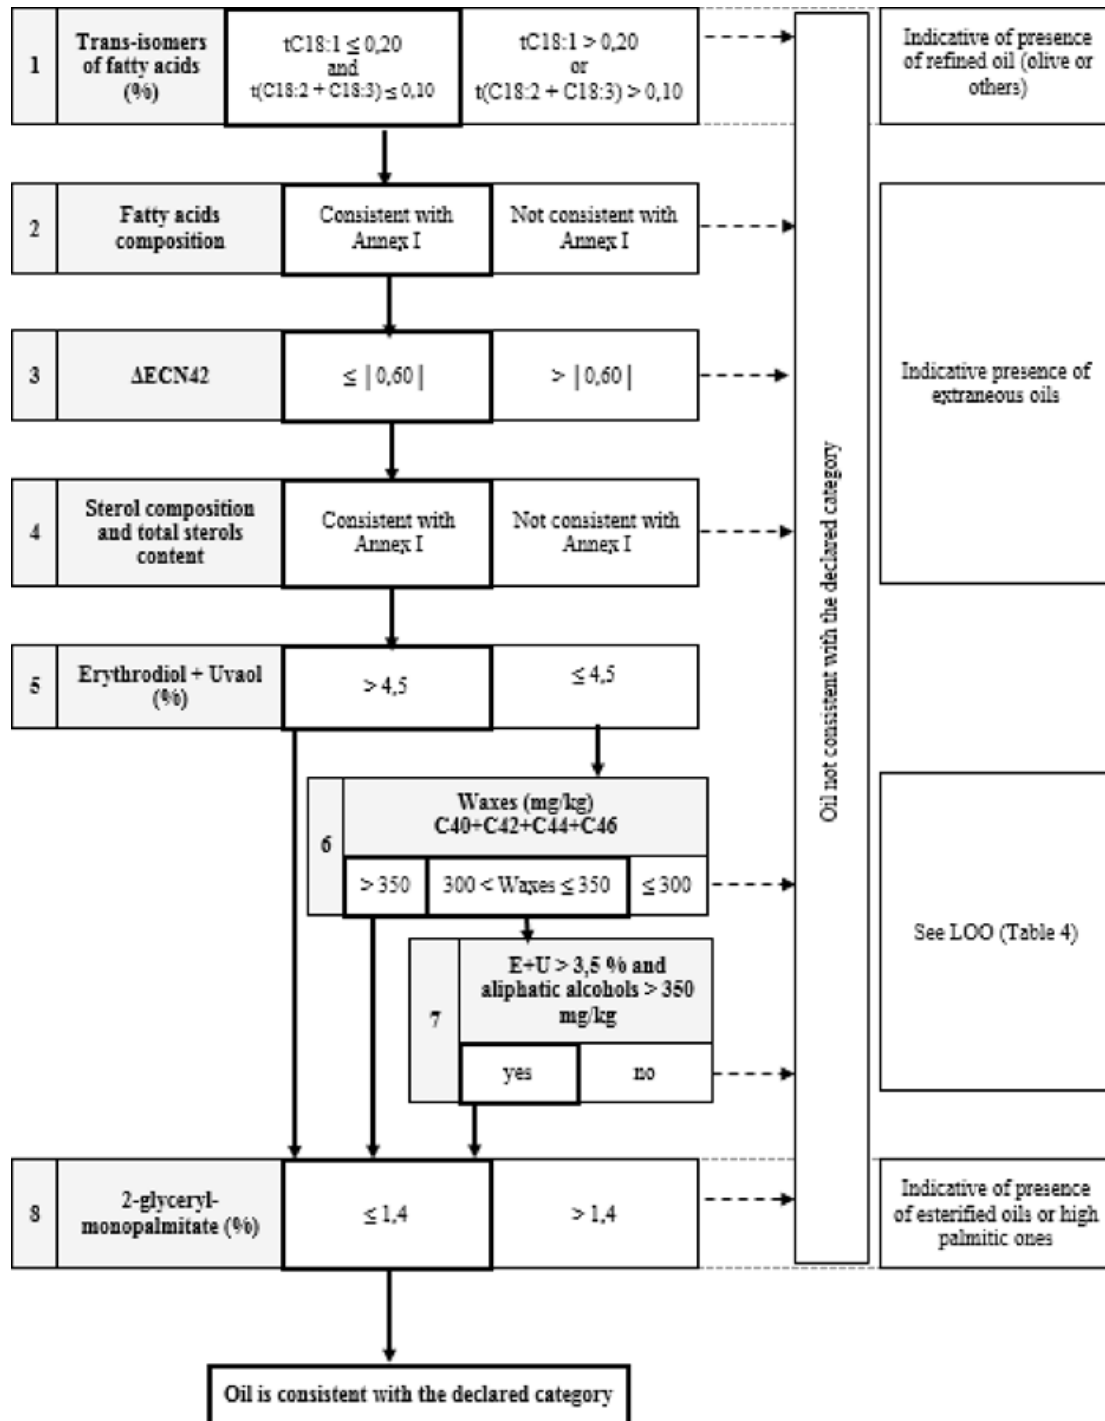 1
Trans-isomers
of fatty acids
(%)
tC18:1 ≤ 0,20
and
t(C18:2 + C18:3) ≤ 0,10
tC18:1 > 0,20
or
t(C18:2 + C18:3) > 0,10
Indicative of presence
of refined oil (olive or
others)
2
Fatty acids
composition
Consistent with
Annex I
Not consistent with
Annex I
3
ΔECN42
≤ | 0,60 |
> | 0,60 |
Indicative presence of
extraneous oils
4
Sterol composition
and total sterols
content
Consistent with
Annex I
Not consistent with
Annex I
Oil not consistent with the declared category
5
Erythrodiol + Uvaol
(%)
> 4,5
≤ 4,5
6
Waxes (mg/kg)
C40+C42+C44+C46
> 350
300 < Waxes ≤ 350
≤ 300
See LOO (Table 4)
7
E+U > 3,5 % and
aliphatic alcohols > 350
mg/kg
yes
no
8
2-glyceryl-
monopalmitate (%)
≤ 1,4
> 1,4
Indicative of presence
of esterified oils or high
palmitic ones
Oil is consistent with the declared category